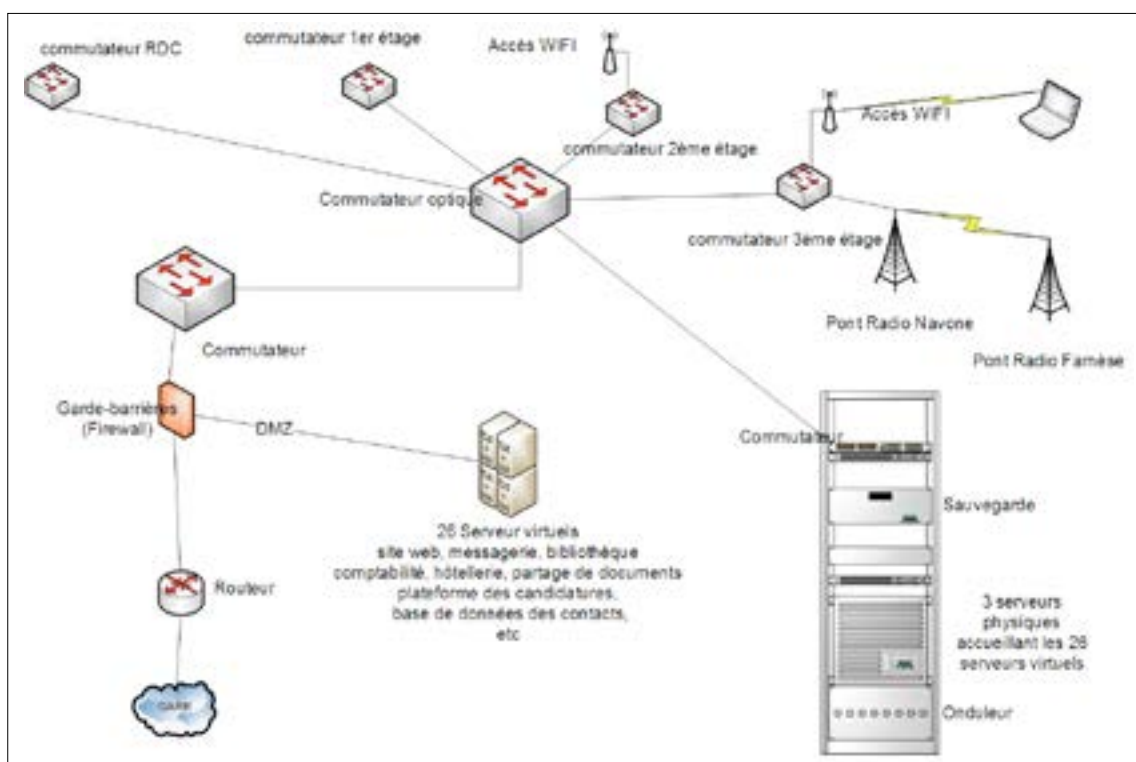 commutateur RDC
commutateur 1er étage
Accès WIFI
commutateur 2ème étage
Accès WIFI
Commutateur optique
commutateur 3ème étage
Pont Radio Navone
Pont Radio Farnèse
Commutateur
Garde-barrières
(Firewall)
DMZ
Commutateur
26 Serveur virtuels
site web, messagerie, bibliothèque
comptabilité, hôtellerie, partage de documents
plateforme des candidatures,
base de données des contacts,
etc
Sauvegarde
Routeur
3 serveurs
physiques
accueillant les 26
serveurs virtuels
GARR
Onduleur